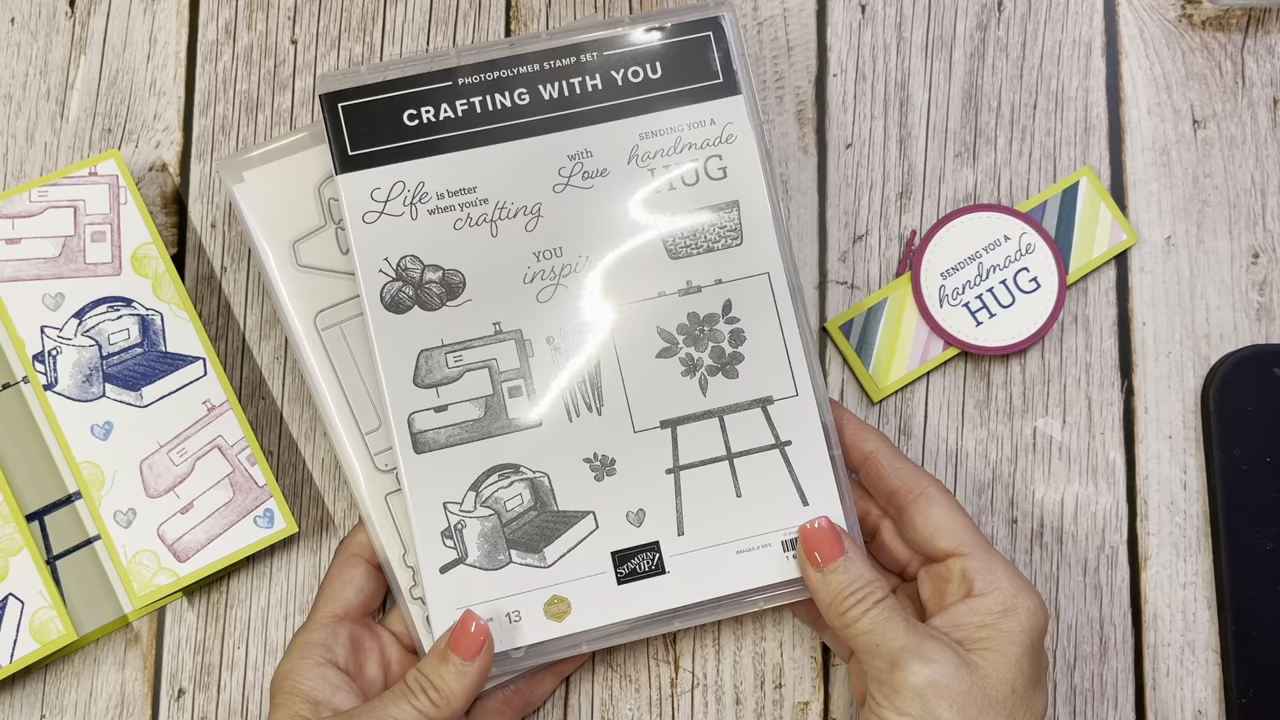 PHOTOPOLYMER STAMP SET
CRAFTING WITH YOU
Life is better
when you're
crafting
with
Love
SENDING YOU A
handmade
HUG
YOU
STAMPIN'
UP!
13
SENDING YOU A
handmade
HUG